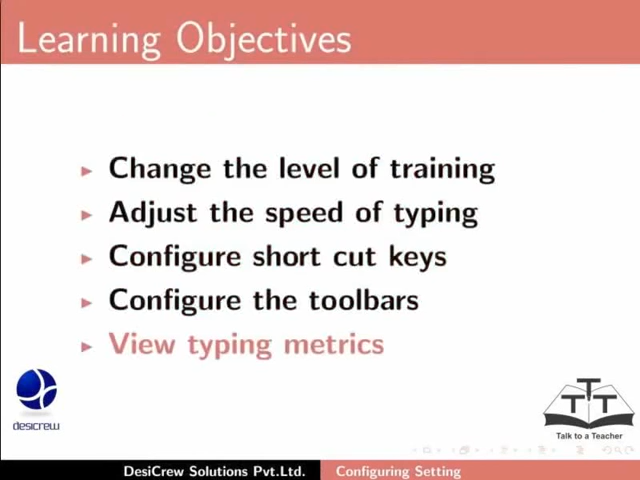 Learning Objectives
Change the level of training
Adjust the speed of typing
Configure short cut keys
Configure the toolbars
View typing metrics
desicrew
TTT
Talk to a Teacher
DesiCrew Solutions Pvt.Ltd. Configuring Setting